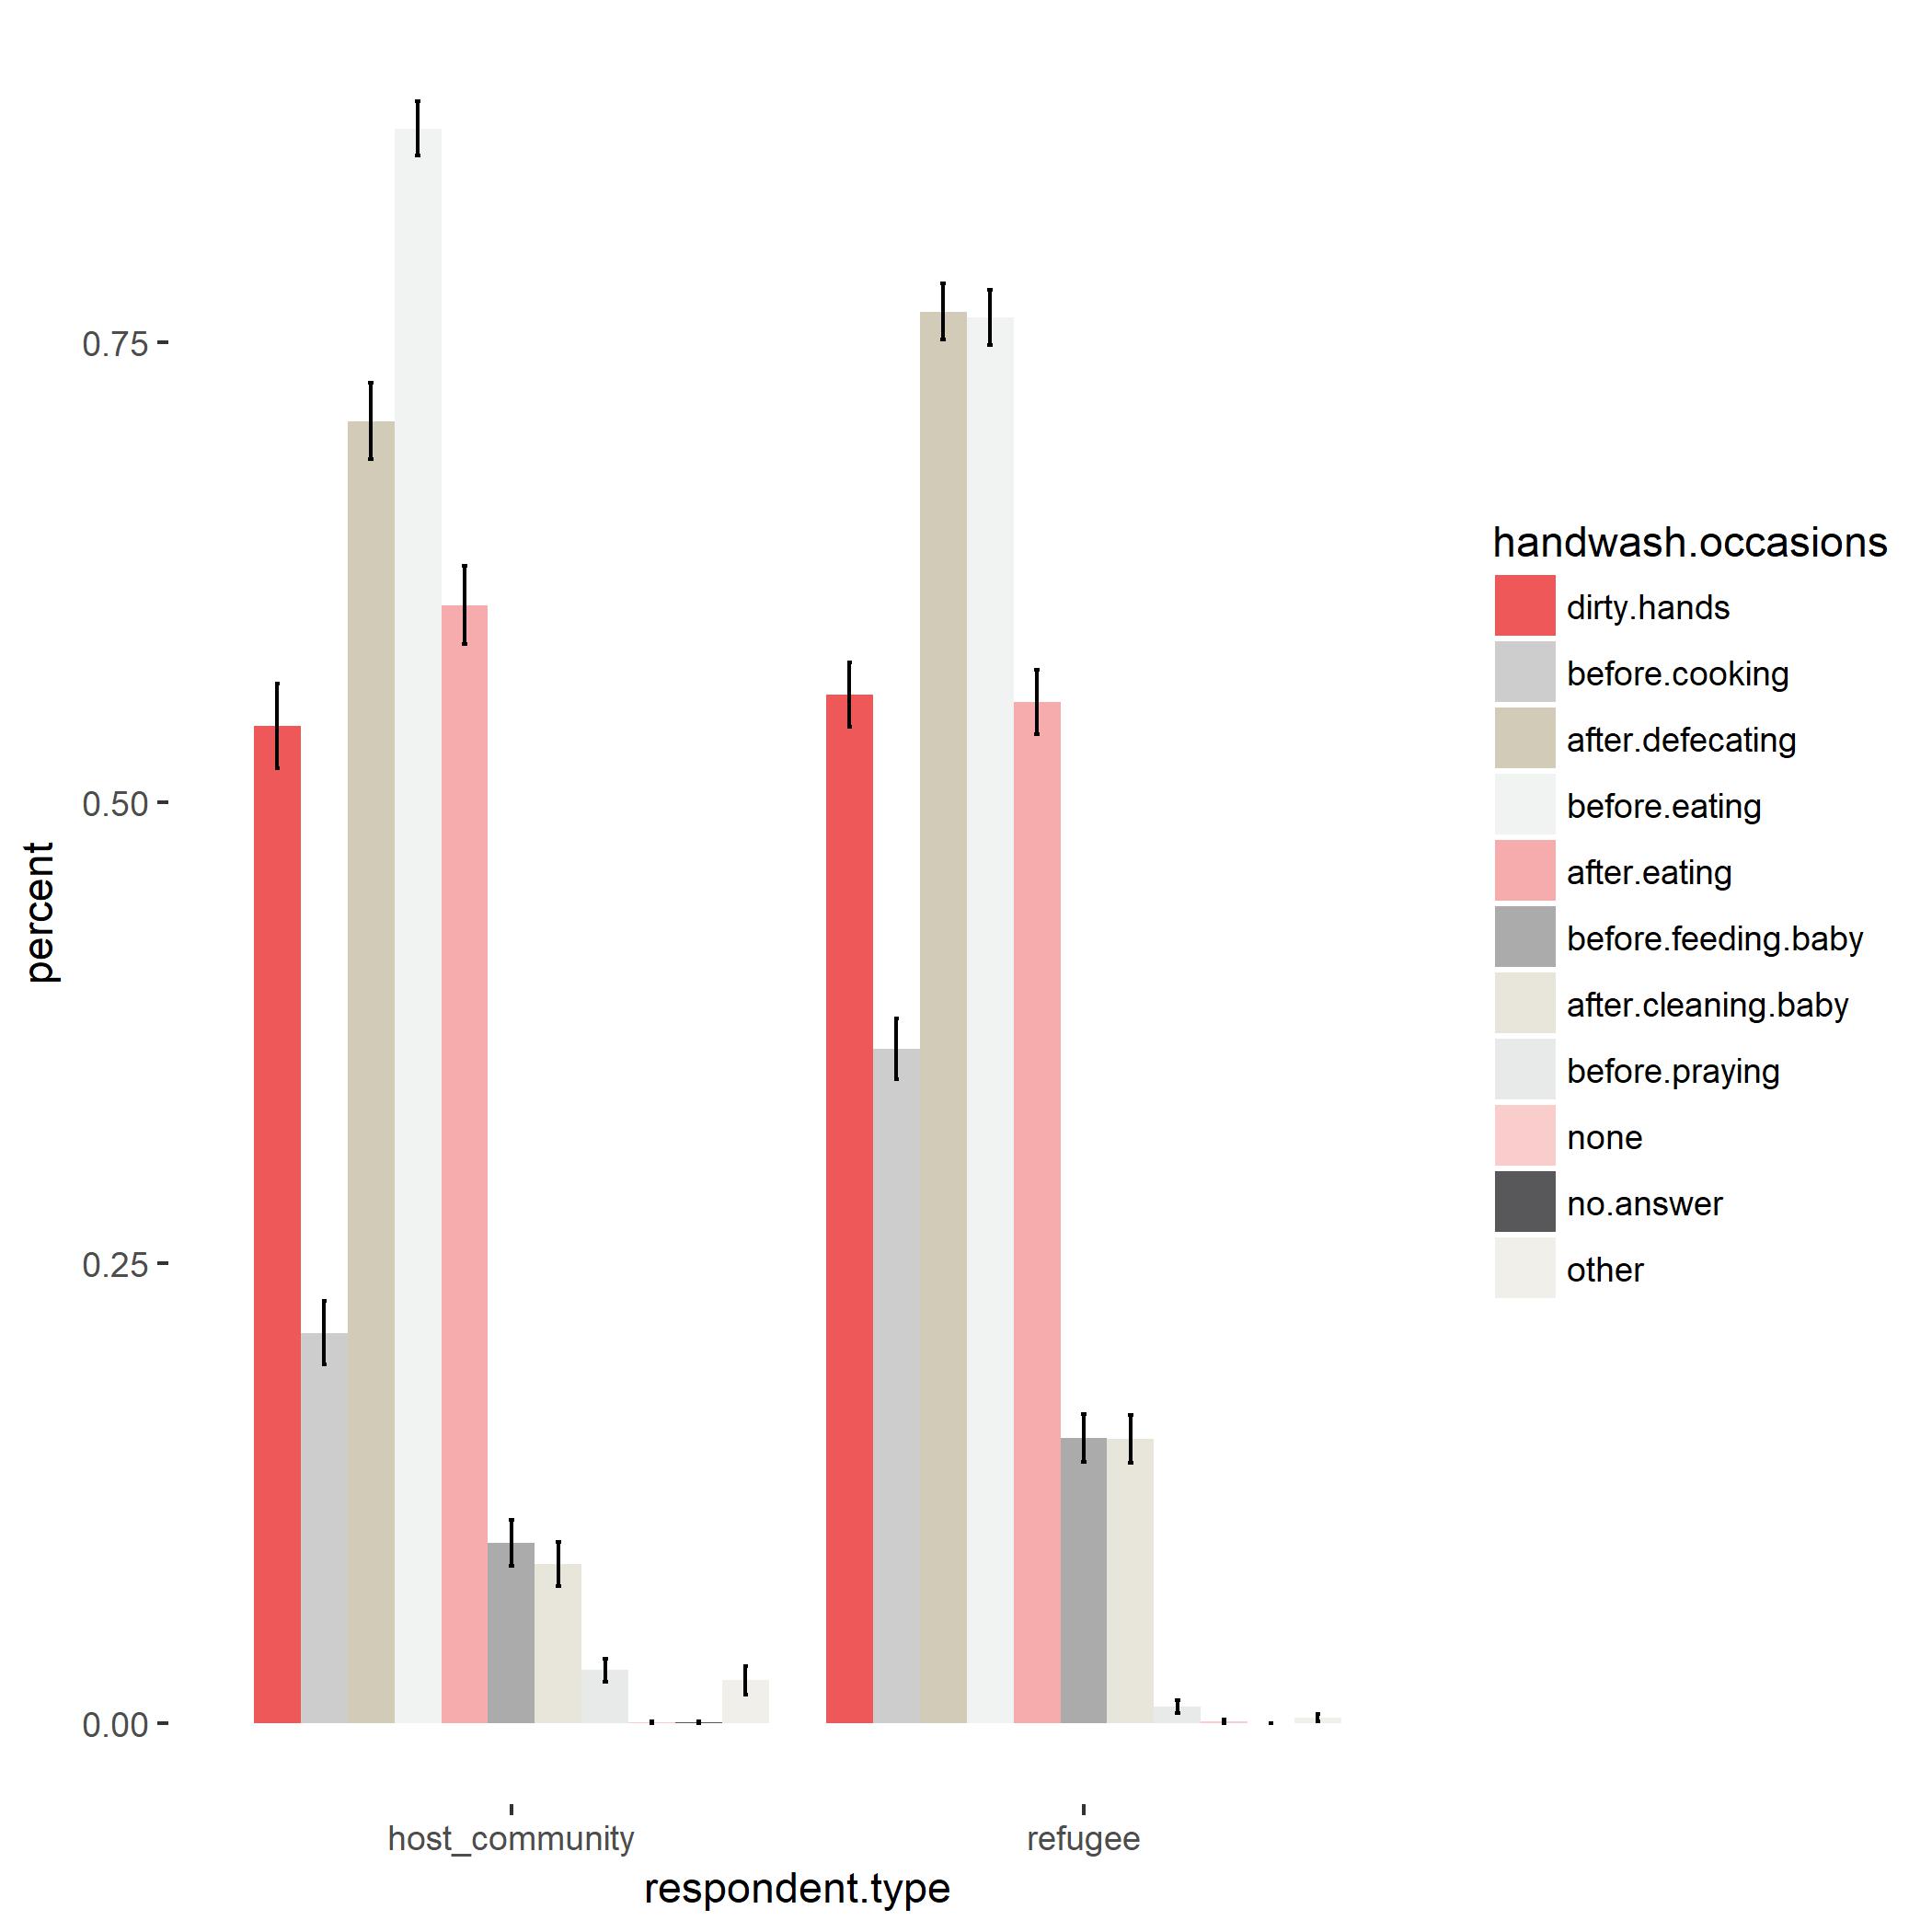 0.75
0.50
0.25
0.00
percent
host_community
refugee
respondent.type
handwash.occasions
dirty.hands
before.cooking
after.defecating
before.eating
after.eating
before.feeding.baby
after.cleaning.baby
before.praying
none
no.answer
other